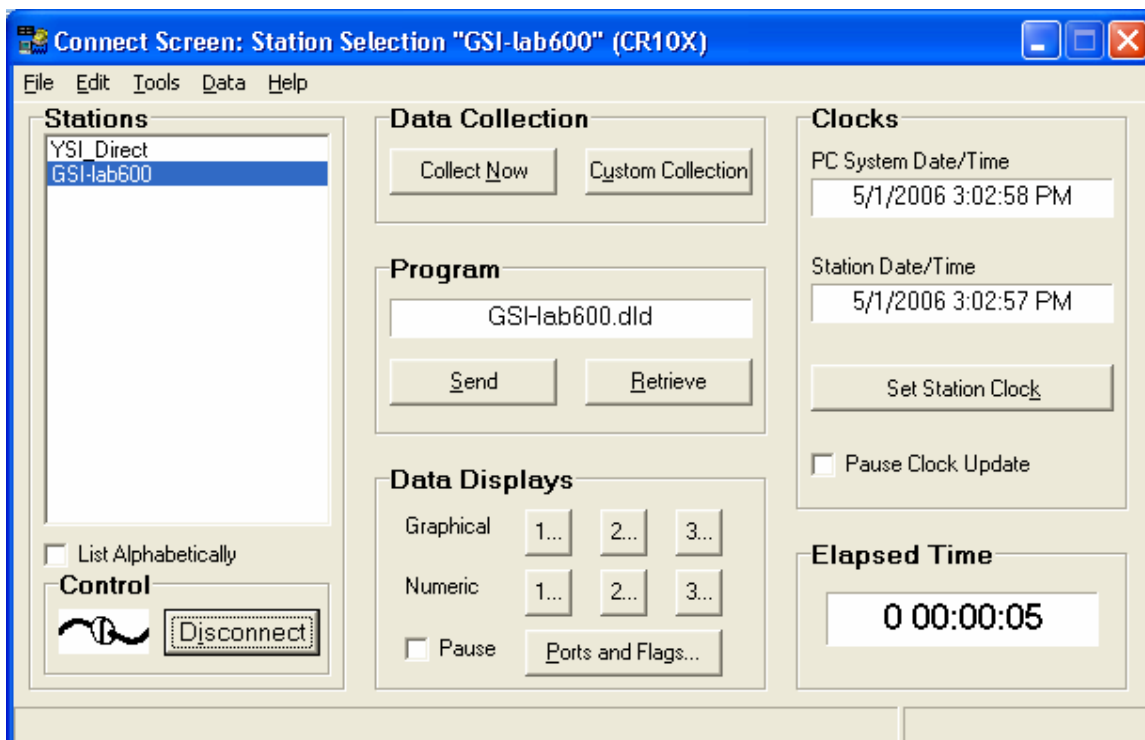 Connect Screen: Station Selection "GSI-lab600" (CR10X)
File Edit Tools Data Help
Stations
YSI_Direct
GSI-lab600
List Alphabetically
Control
Disconnect
Data Collection
Collect Now
Custom Collection
Program
GSI-lab600.dld
Send
Retrieve
Data Displays
Graphical 1... 2... 3...
Numeric 1... 2... 3...
Pause
Ports and Flags...
Clocks
PC System Date/Time
5/1/2006 3:02:58 PM
Station Date/Time
5/1/2006 3:02:57 PM
Set Station Clock
Pause Clock Update
Elapsed Time
0 00:00:05